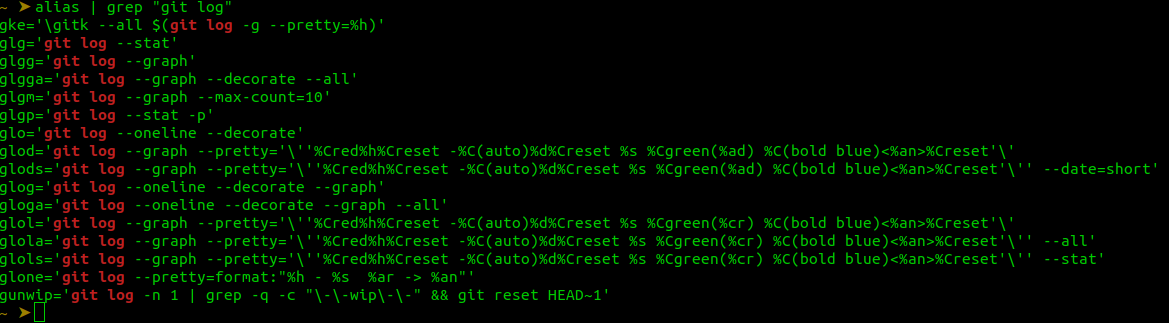 ~ ➤alias | grep "git log"
gke='\gitk --all $(git log -g --pretty=%h)'
glg='git log --stat'
glgg='git log --graph'
glgga='git log --graph --decorate --all'
glgm='git log --graph --max-count=10'
glgp='git log --stat -p'
glo='git log --oneline --decorate'
glod='git log --graph --pretty='\''%Cred%h%Creset -%C(auto)%d%Creset %s %Cgreen(%ad) %C(bold blue)<%an>%Creset'\'
glods='git log --graph --pretty='\''%Cred%h%Creset -%C(auto)%d%Creset %s %Cgreen(%ad) %C(bold blue)<%an>%Creset'\'' --date=short'
glog='git log --oneline --decorate --graph'
gloga='git log --oneline --decorate --graph --all'
glol='git log --graph --pretty='\''%Cred%h%Creset -%C(auto)%d%Creset %s %Cgreen(%cr) %C(bold blue)<%an>%Creset'\'
glola='git log --graph --pretty='\''%Cred%h%Creset -%C(auto)%d%Creset %s %Cgreen(%cr) %C(bold blue)<%an>%Creset'\'' --all'
glols='git log --graph --pretty='\''%Cred%h%Creset -%C(auto)%d%Creset %s %Cgreen(%cr) %C(bold blue)<%an>%Creset'\'' --stat'
glone='git log --pretty=format:"%h - %s  %ar -> %an"'
gunwip='git log -n 1 | grep -q -c "\-\-wip\-\-" && git reset HEAD~1'
~ ➤